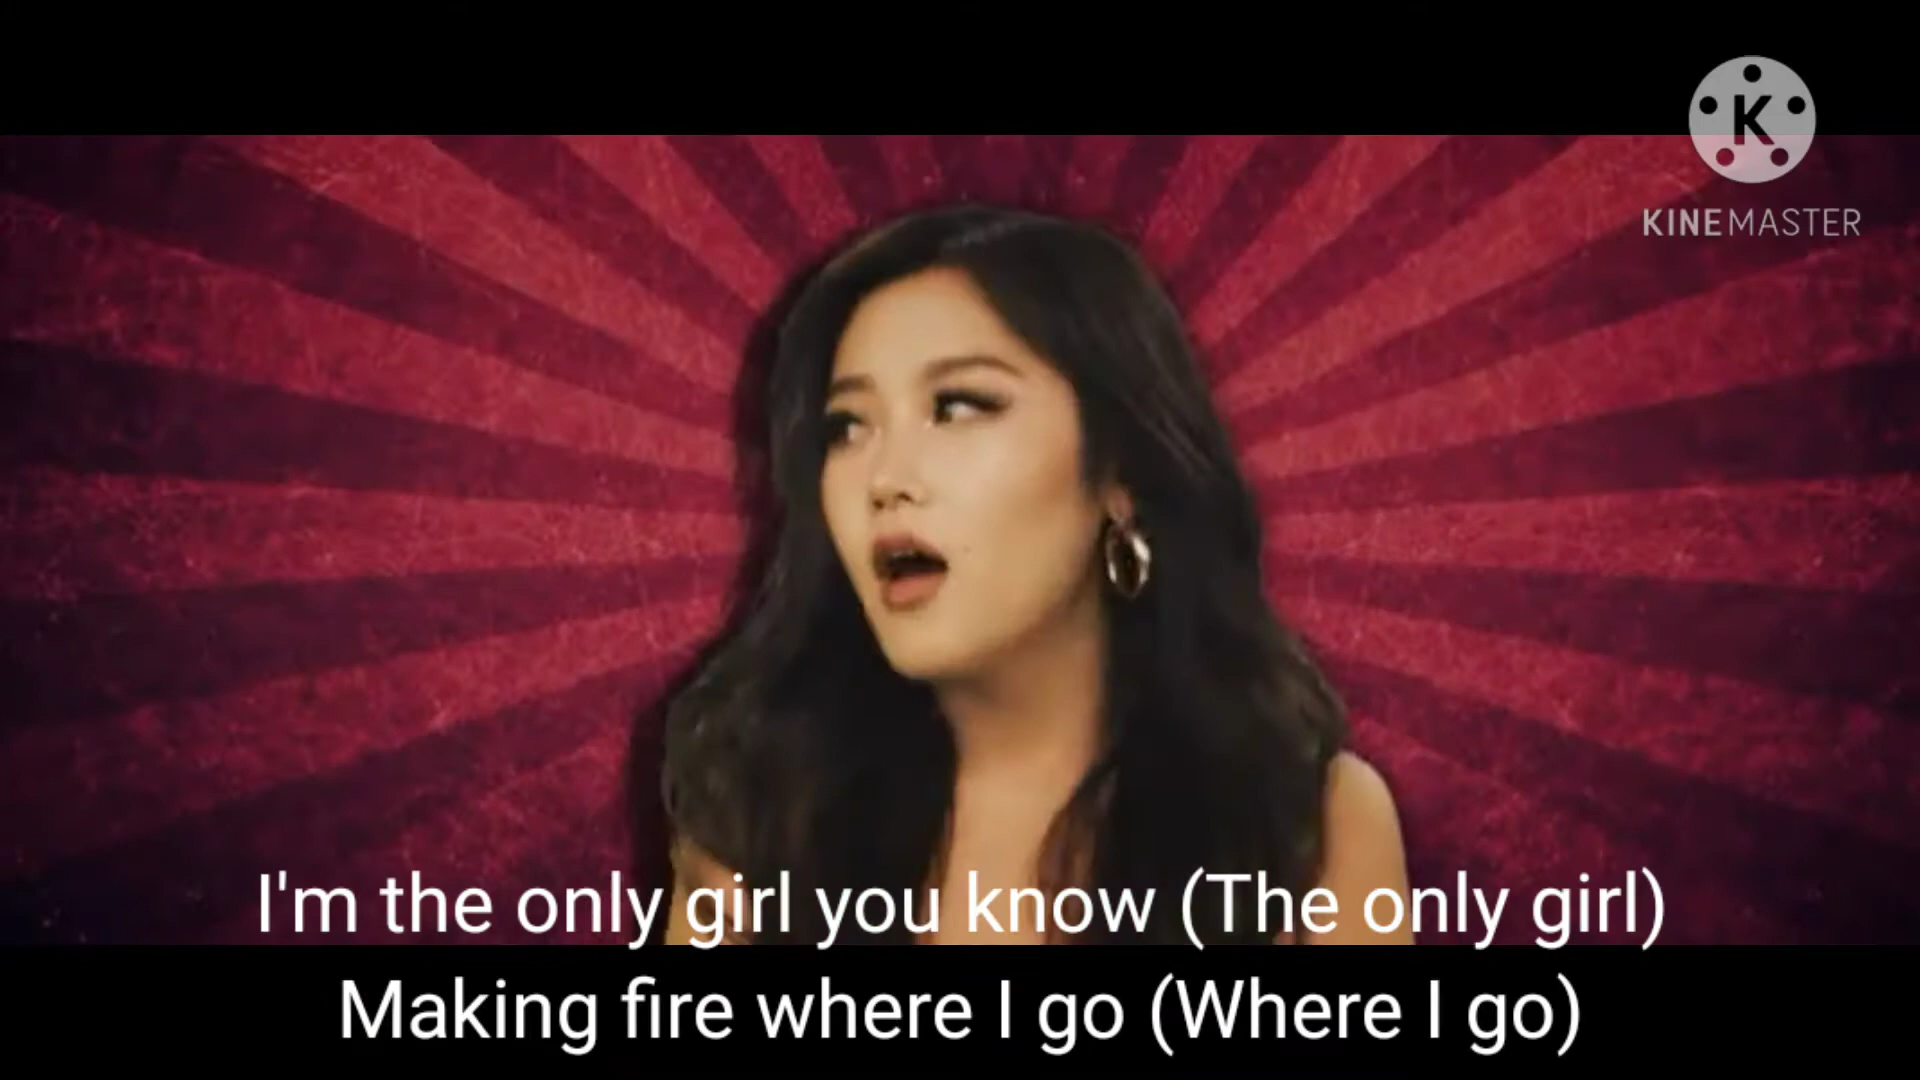 K
KINEMASTER
I'm the only girl you know (The only girl)
Making fire where I go (Where I go)